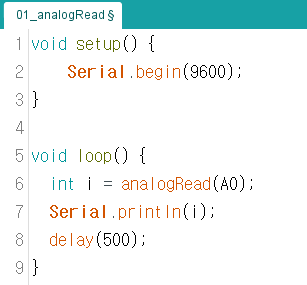 01_analogRead §
1 void setup() {
2     Serial.begin(9600);
3 }
4
5 void loop() {
6   int i = analogRead(A0);
7   Serial.println(i);
8   delay(500);
9 }